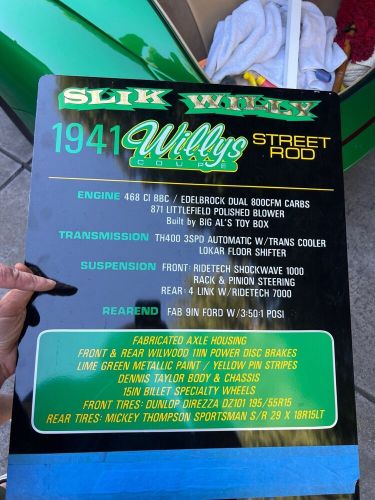 SLIK WILLY
1941 Willys STREET
COUPE ROD
ENGINE 468 CI BBC / EDELBROCK DUAL 800CFM CARBS
871 LITTLEFIELD POLISHED BLOWER
Built by BIG AL'S TOY BOX
TRANSMISSION TH400 3SPD AUTOMATIC W/TRANS COOLER
LOKAR FLOOR SHIFTER
SUSPENSION FRONT: RIDETECH SHOCKWAVE 1000
RACK & PINION STEERING
REAR: 4 LINK W/RIDETECH 7000
REAREND FAB 9IN FORD W/3:50:1 POSI
FABRICATED AXLE HOUSING
FRONT & REAR WILWOOD 11IN POWER DISC BRAKES
LIME GREEN METALLIC PAINT / YELLOW PIN STRIPES
DENNIS TAYLOR BODY & CHASSIS
15IN BILLET SPECIALTY WHEELS
FRONT TIRES: DUNLOP DIREZZA DZ101 195/55R15
REAR TIRES: MICKEY THOMPSON SPORTSMAN S/R 29 X 18R15LT